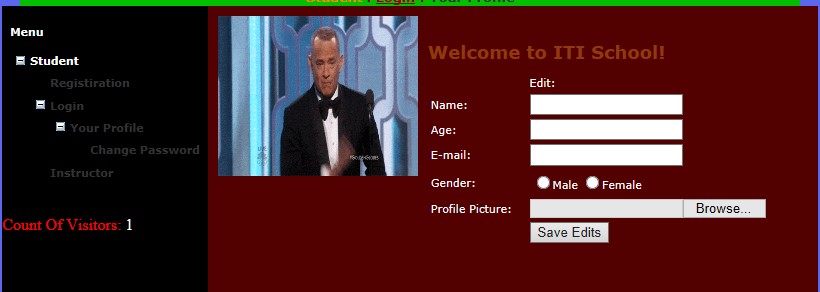 Student : Login : Your Profile
Menu
Student
Registration
Login
Your Profile
Change Password
Instructor
Count Of Visitors: 1
Welcome to ITI School!
Edit:
Name:
Age:
E-mail:
Gender: Male Female
Profile Picture: Browse...
Save Edits